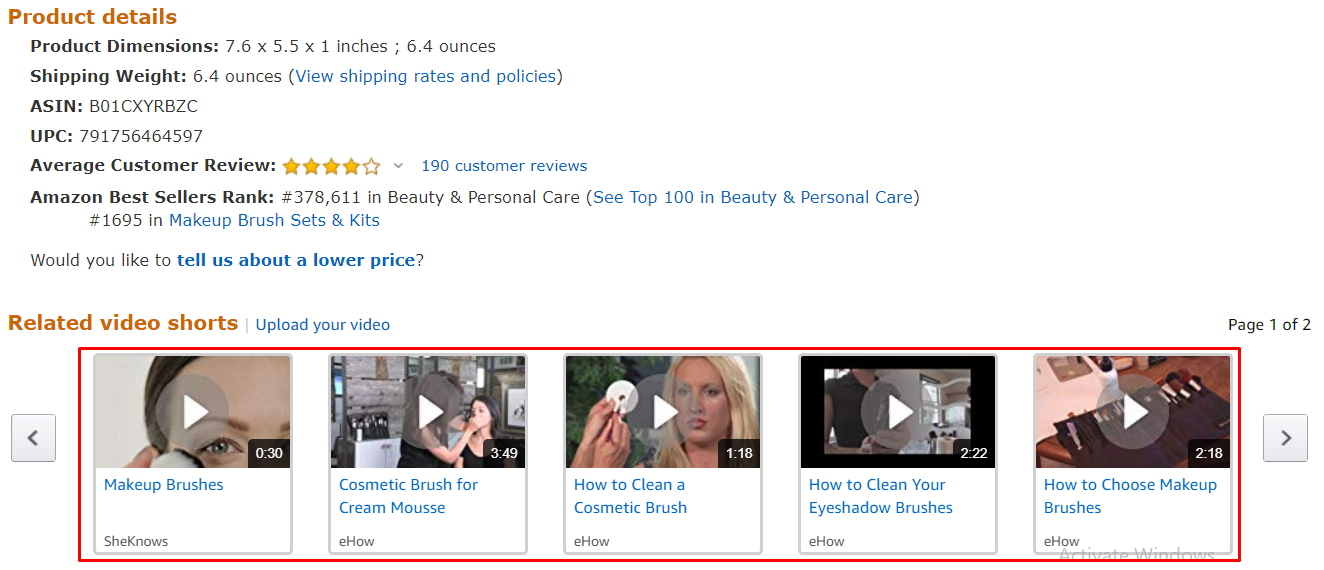 Product details
Product Dimensions: 7.6 x 5.5 x 1 inches ; 6.4 ounces
Shipping Weight: 6.4 ounces (View shipping rates and policies)
ASIN: B01CXYRBZC
UPC: 791756464597
Average Customer Review: 190 customer reviews
Amazon Best Sellers Rank: #378,611 in Beauty & Personal Care (See Top 100 in Beauty & Personal Care)
#1695 in Makeup Brush Sets & Kits
Would you like to tell us about a lower price?
Related video shorts | Upload your video
Page 1 of 2
0:30
Makeup Brushes
SheKnows
3:49
Cosmetic Brush for
Cream Mousse
eHow
1:18
How to Clean a
Cosmetic Brush
eHow
2:22
How to Clean Your
Eyeshadow Brushes
eHow
2:18
How to Choose Makeup
Brushes
eHow
Activate Windows